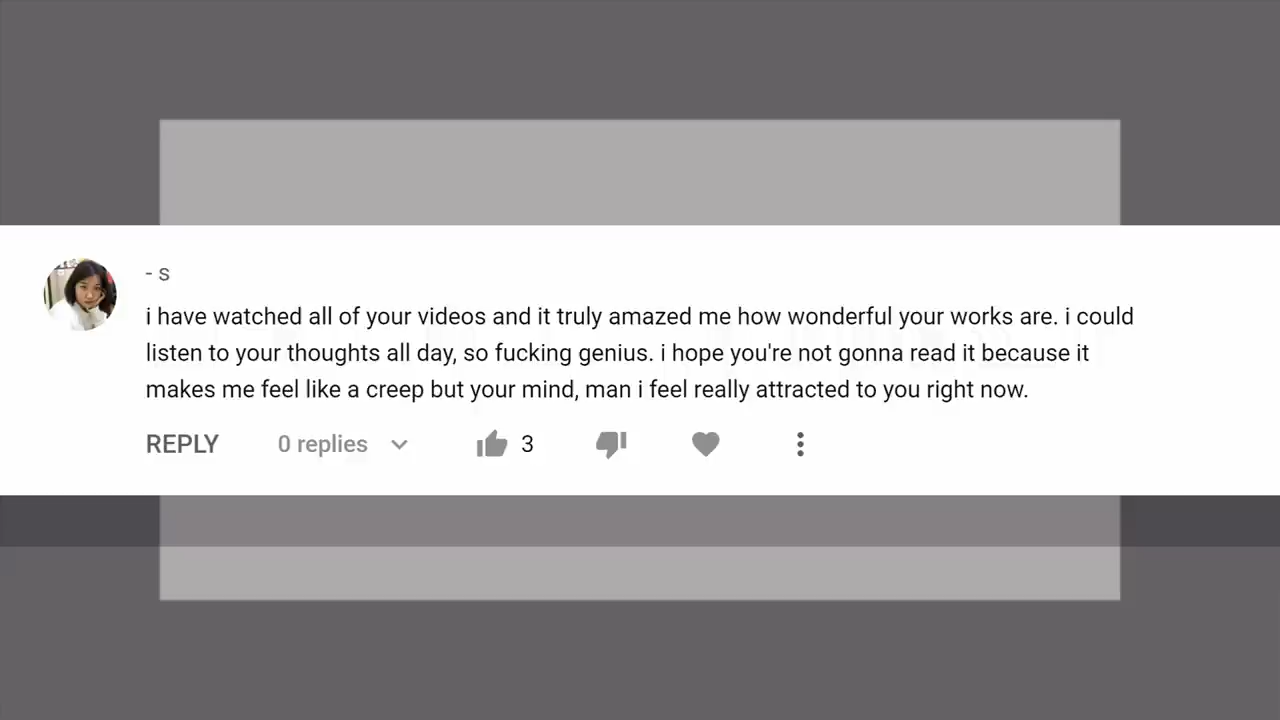 - s
i have watched all of your videos and it truly amazed me how wonderful your works are. i could
listen to your thoughts all day, so fucking genius. i hope you're not gonna read it because it
makes me feel like a creep but your mind, man i feel really attracted to you right now.
REPLY 0 replies 3